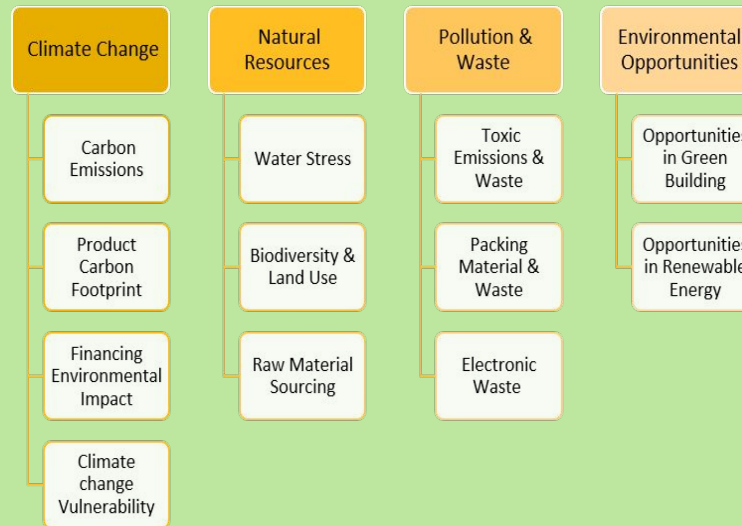 Climate Change
Carbon
Emissions
Product
Carbon
Footprint
Financing
Environmental
Impact
Climate
change
Vulnerability
Natural
Resources
Water Stress
Biodiversity &
Land Use
Raw Material
Sourcing
Pollution &
Waste
Toxic
Emissions &
Waste
Packing
Material &
Waste
Electronic
Waste
Environmental
Opportunities
Opportunities
in Green
Building
Opportunities
in Renewable
Energy